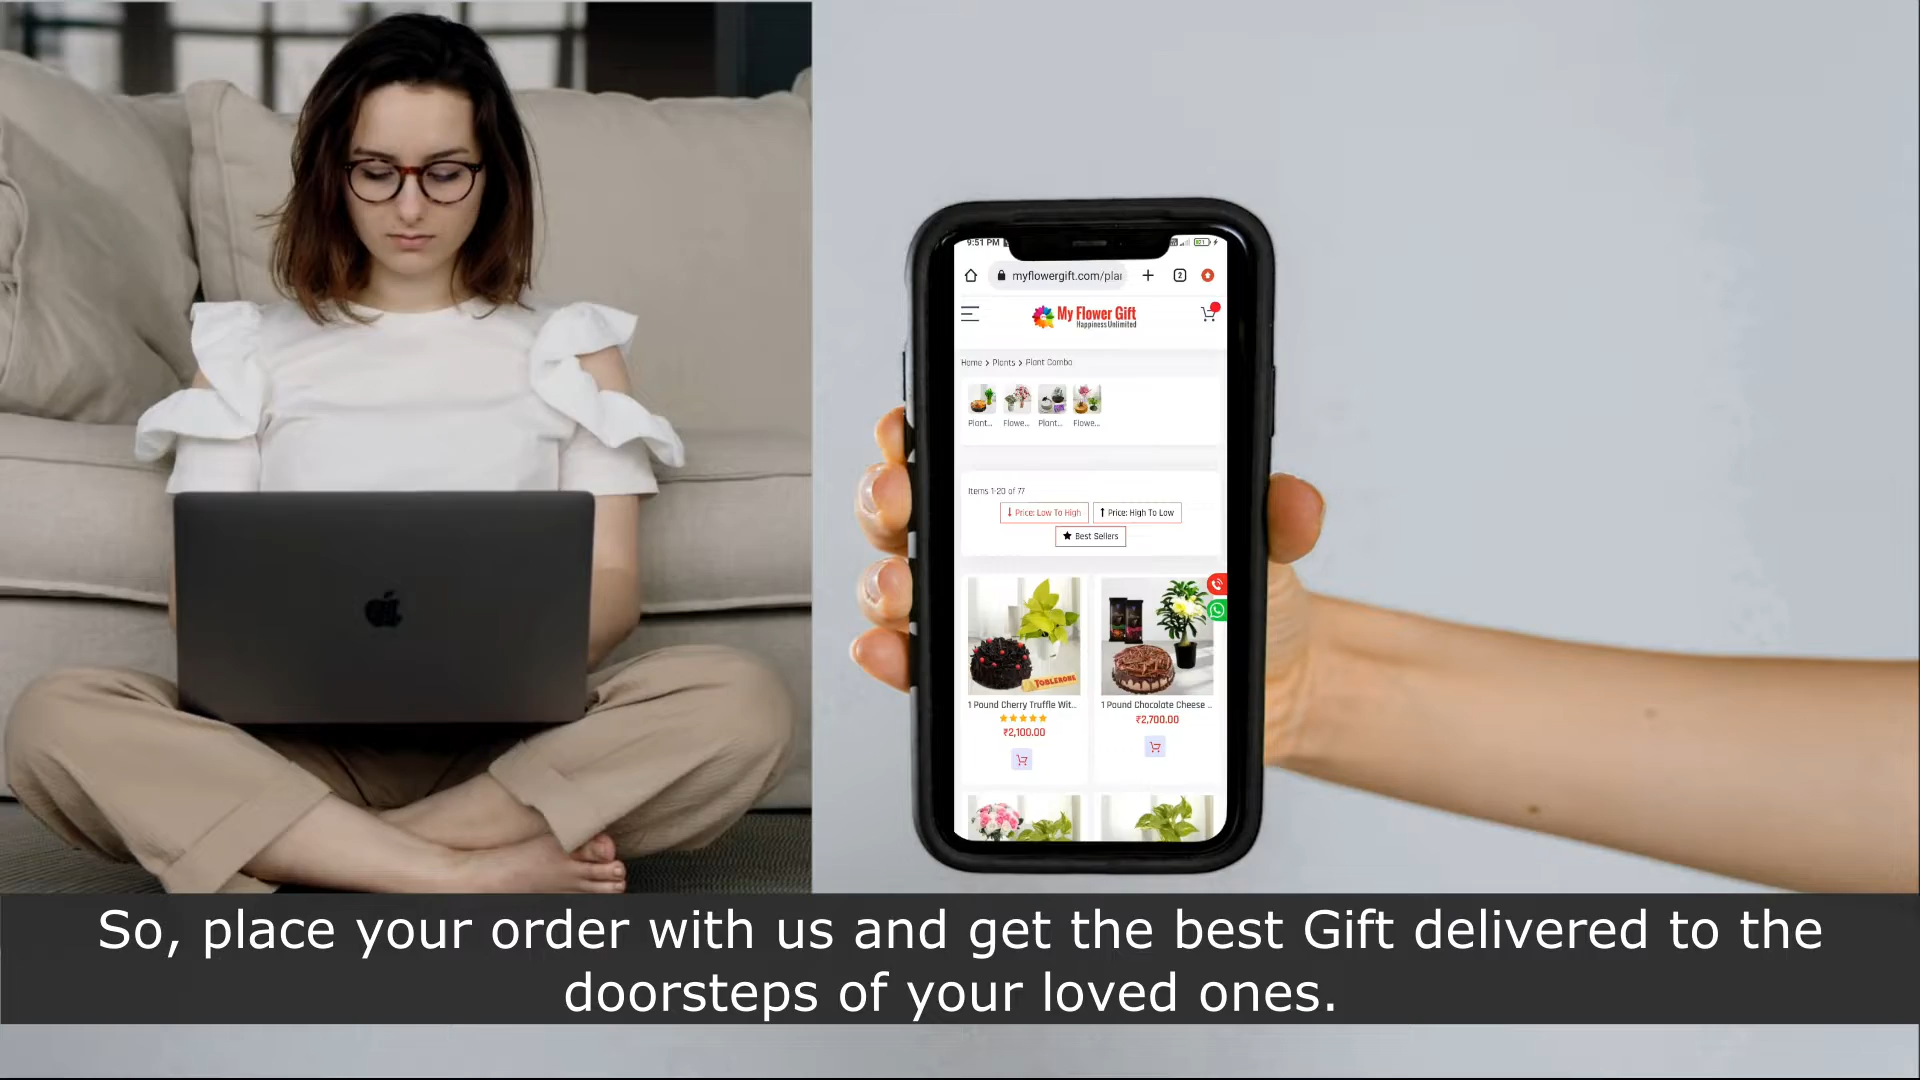 9:51 PM
myflowergift.com/plan
My Flower Gift
Happiness Unlimited
Home > Plants > Plant Combo
Plant... Flowe... Plant... Flowe...
Items 1-20 of 77
Price: Low To High
Price: High To Low
Best Sellers
TOBLERONE
1 Pound Cherry Truffle Wit..
₹2,100.00
1 Pound Chocolate Cheese ..
₹2,700.00
So, place your order with us and get the best Gift delivered to the
doorsteps of your loved ones.